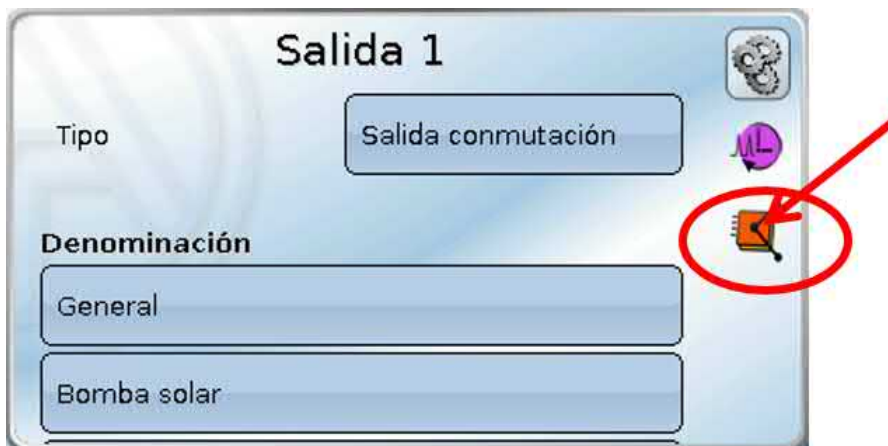 Salida 1
Tipo
Salida conmutación
Denominación
General
Bomba solar